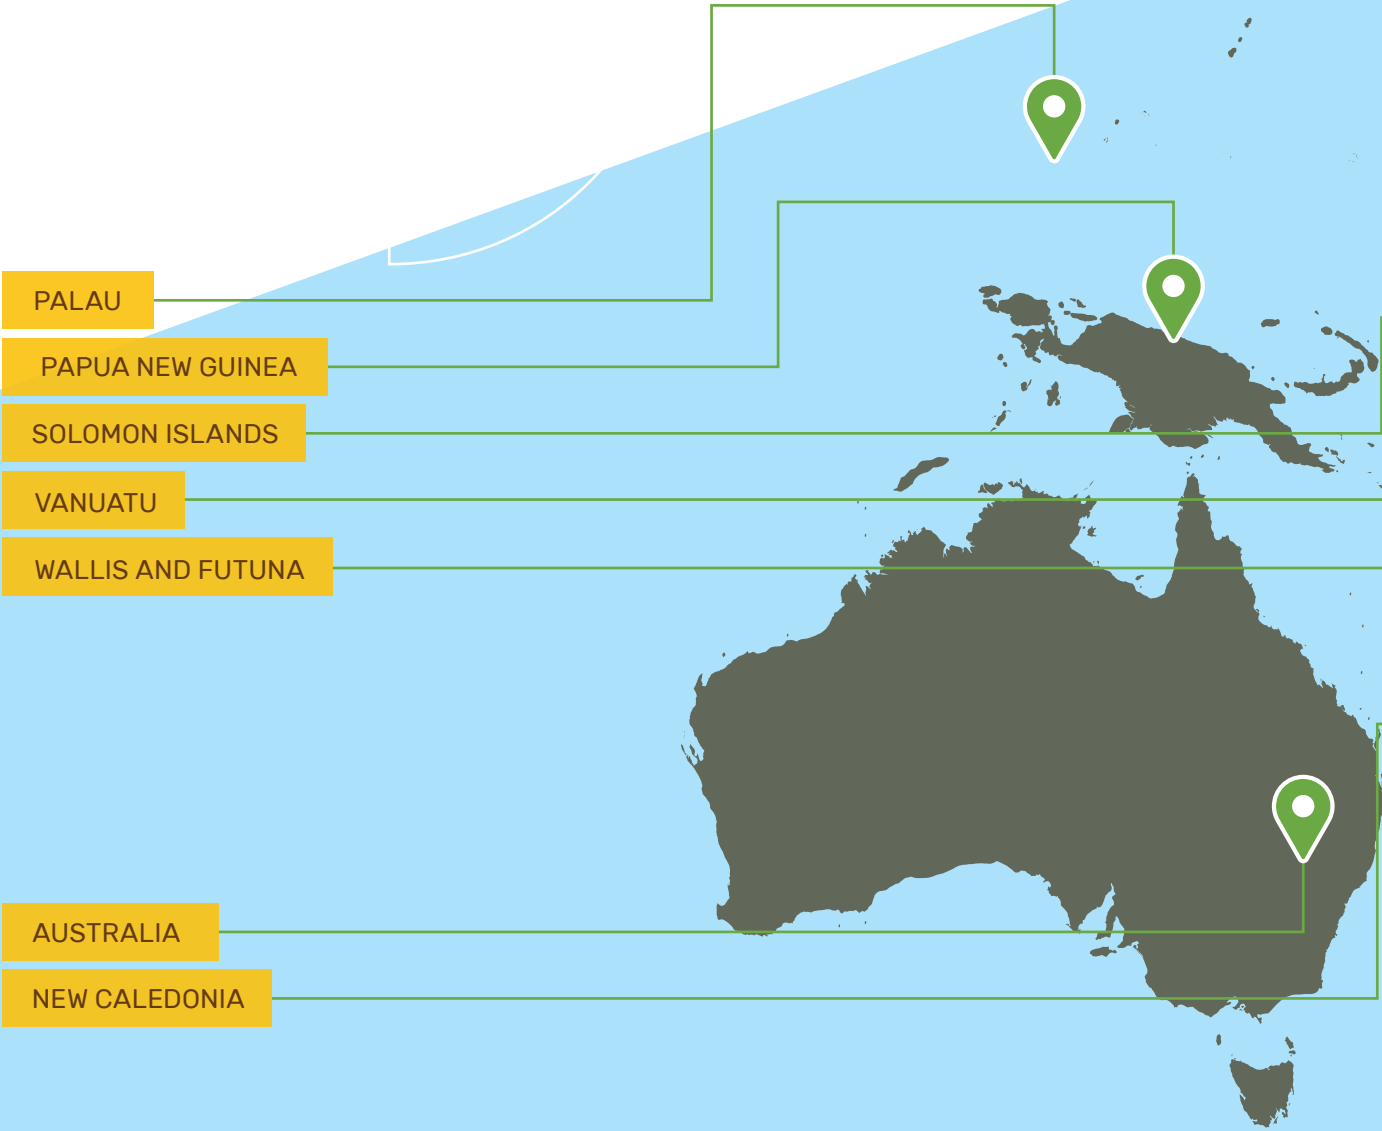 PALAU
PAPUA NEW GUINEA
SOLOMON ISLANDS
VANUATU
WALLIS AND FUTUNA
AUSTRALIA
NEW CALEDONIA